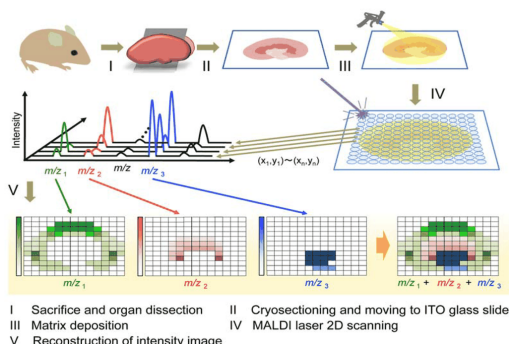 I
II
III
IV
Intensity
m/z 1
m/z 2
m/z
m/z 3
(x1,y1)~(xn,yn)
V
m/z 1
m/z 2
m/z 3
m/z 1 + m/z 2 + m/z 3
I Sacrifice and organ dissection II Cryosectioning and moving to ITO glass slide
III Matrix deposition IV MALDI laser 2D scanning
V Reconstruction of intensity image